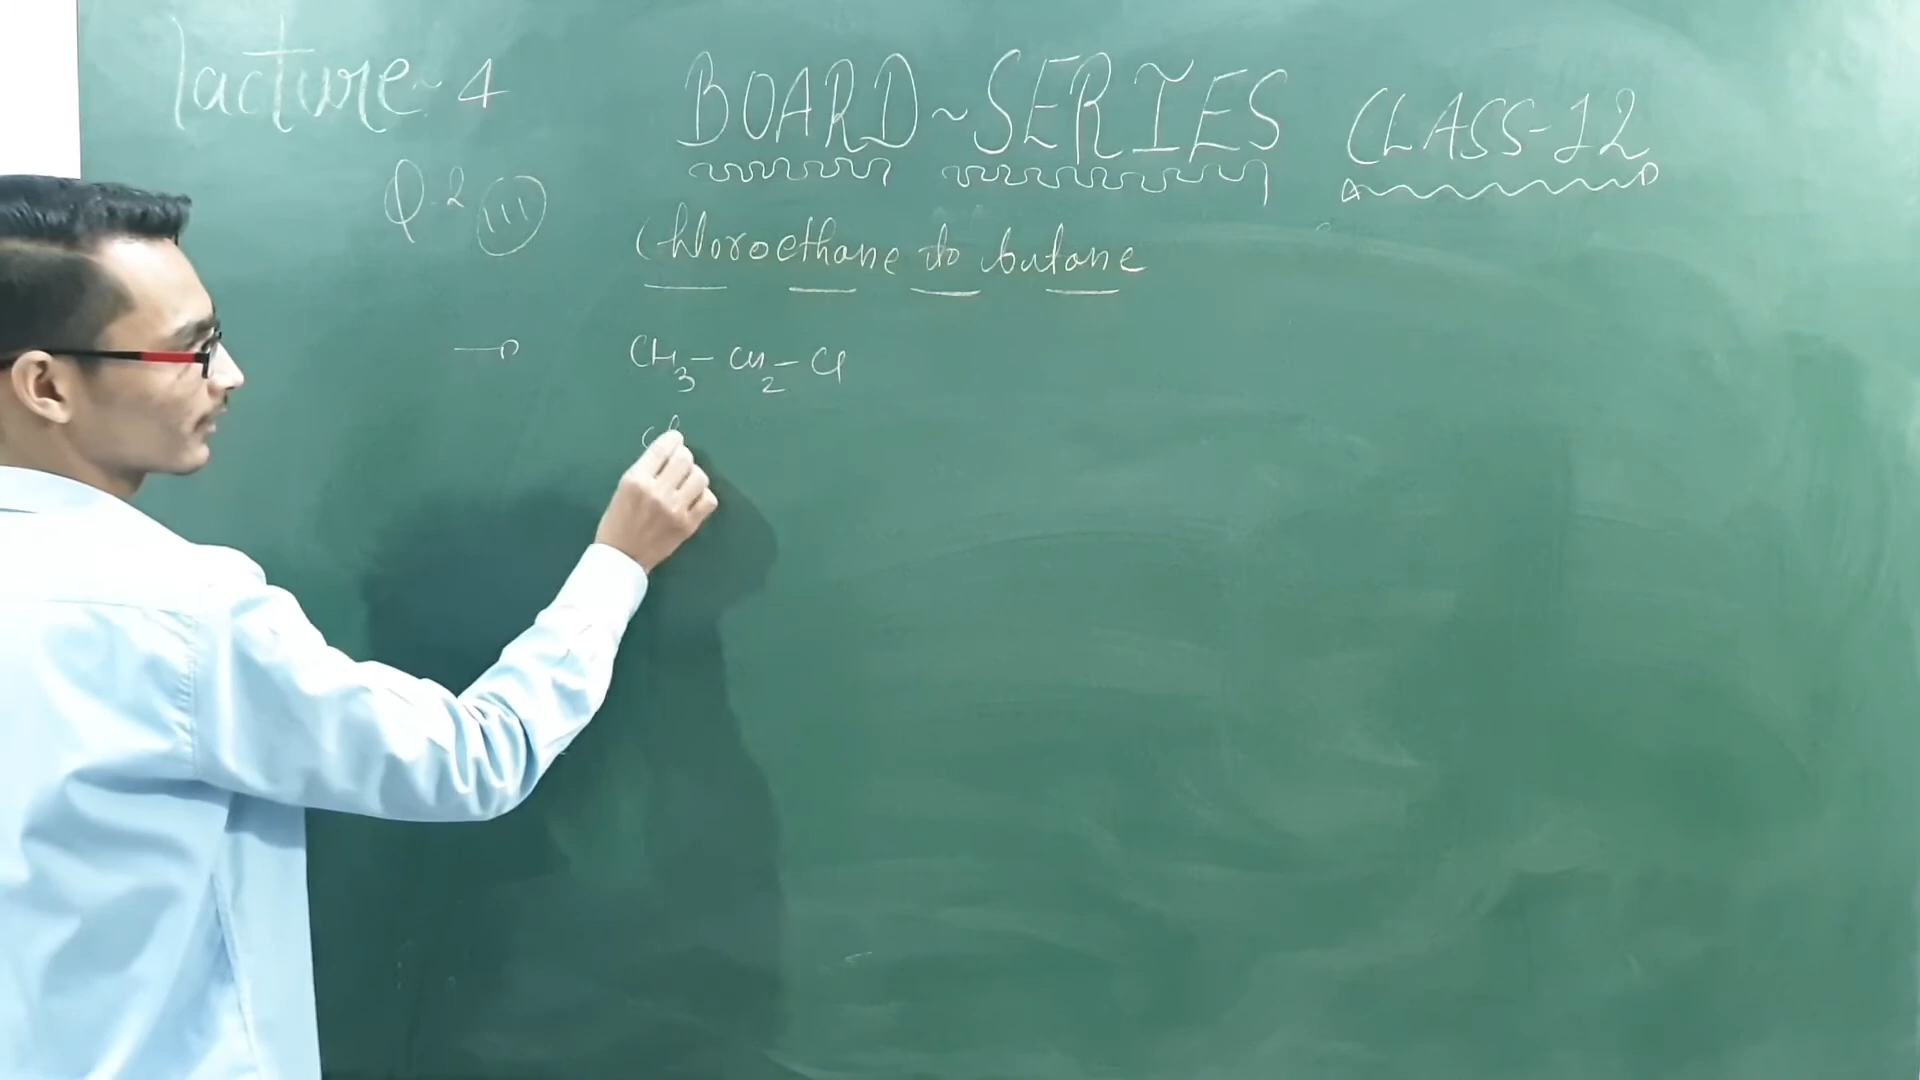 Lacture~4
BOARD~SERIES CLASS-12
Q.2 (III) Chloroethane to butane
CH3-CH2-Cl